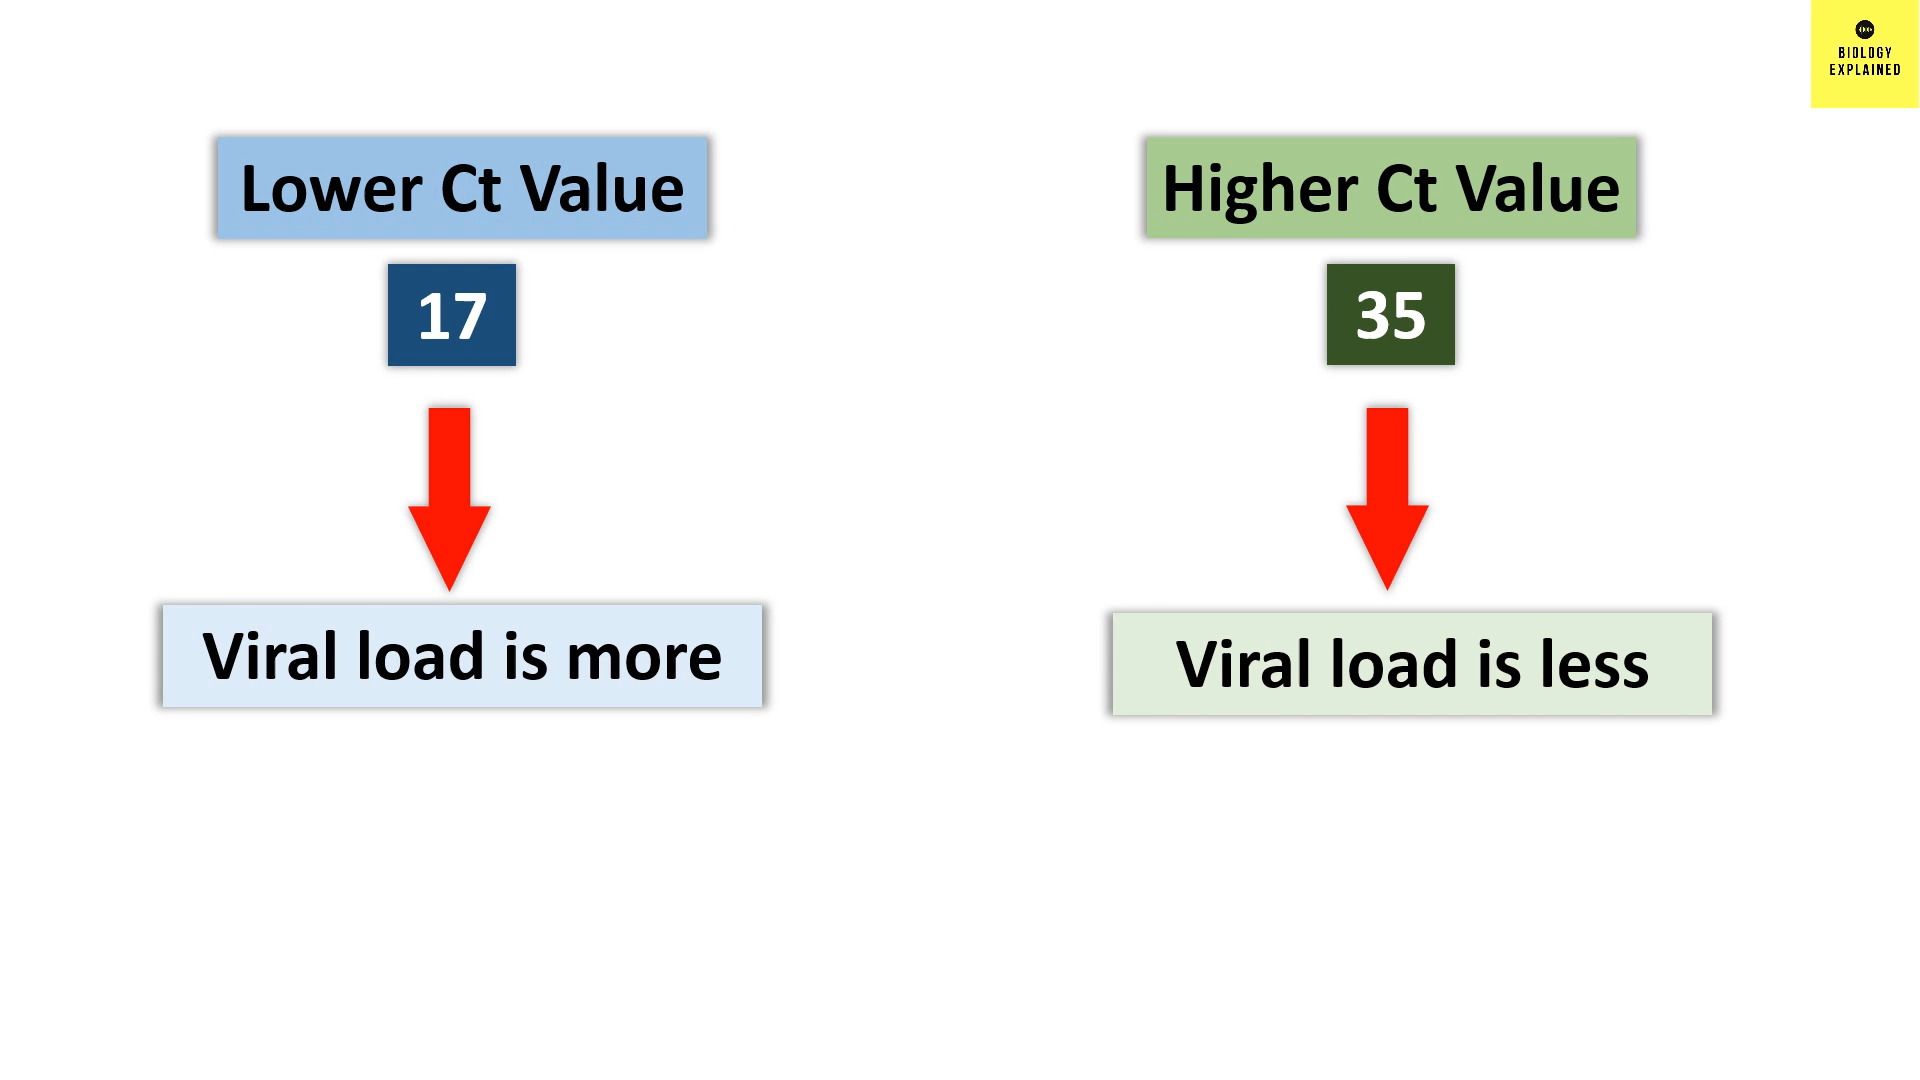 BIOLOGY
EXPLAINED
Lower Ct Value
17
Viral load is more
Higher Ct Value
35
Viral load is less